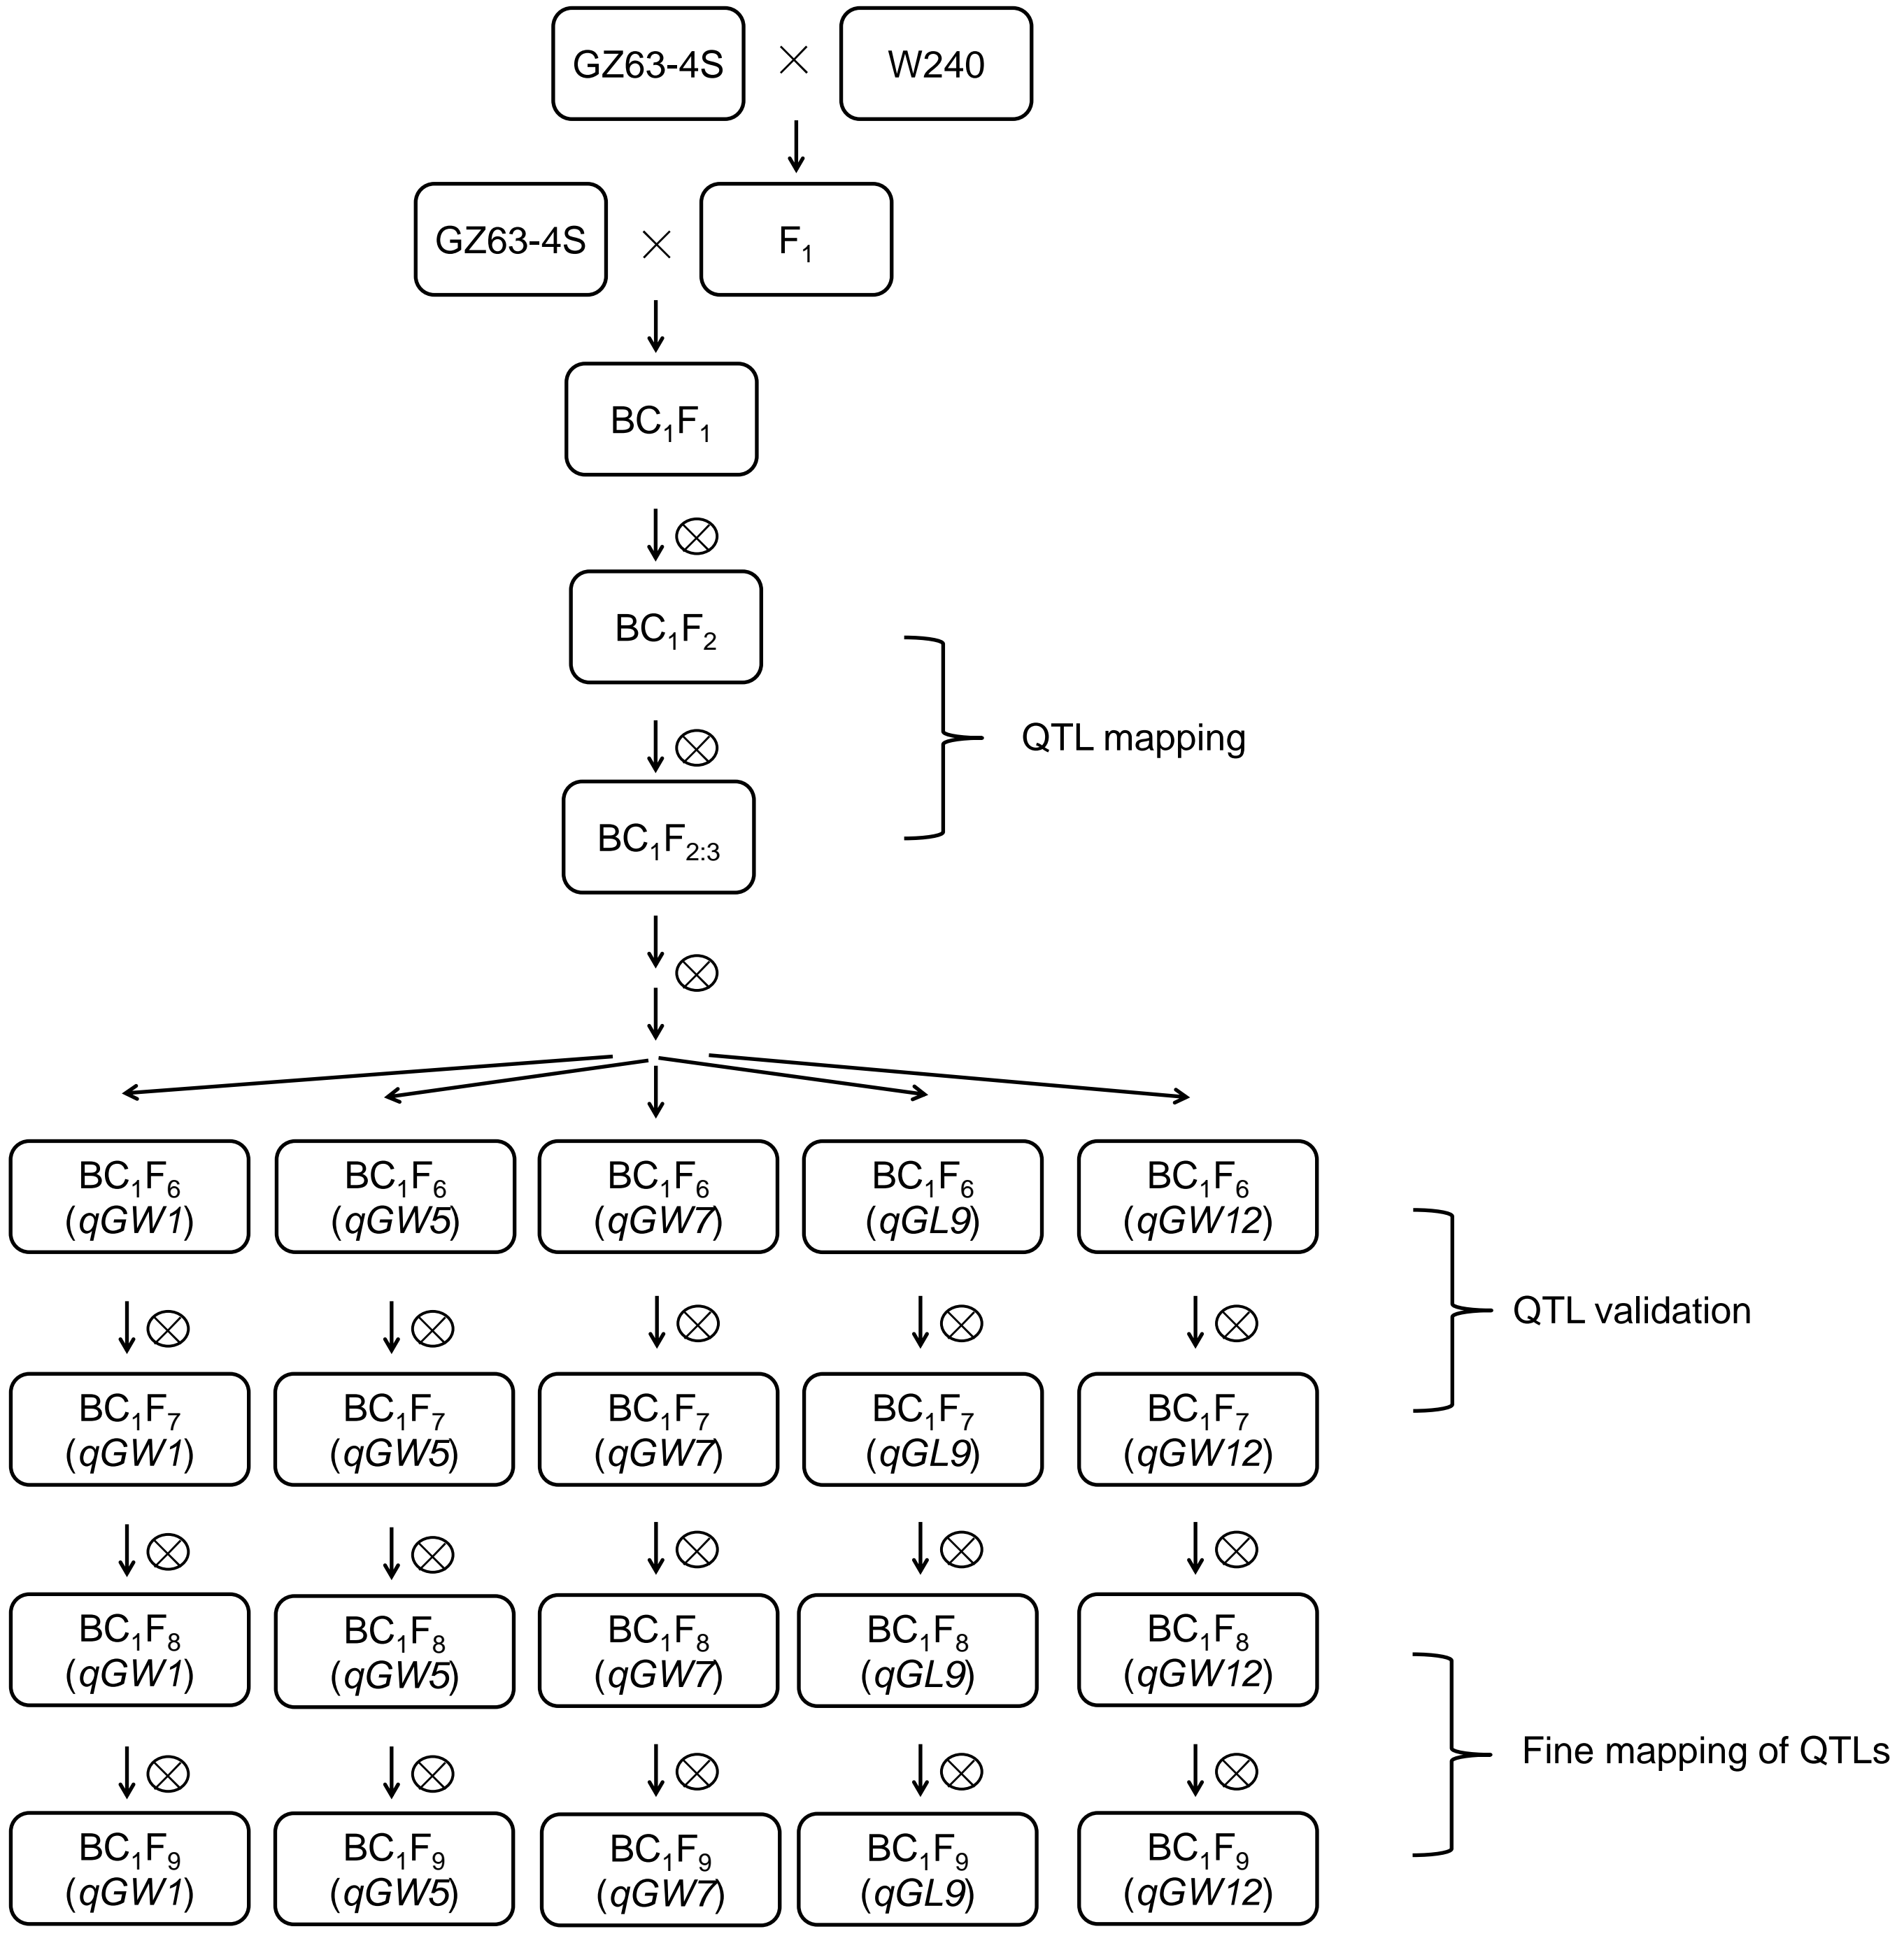 GZ63-4S × W240
GZ63-4S × F1
BC1F1
BC1F2
QTL mapping
BC1F2:3
BC1F6 BC1F6 BC1F6 BC1F6 BC1F6
(qGW1) (qGW5) (qGW7) (qGL9) (qGW12)
QTL validation
BC1F7 BC1F7 BC1F7 BC1F7 BC1F7
(qGW1) (qGW5) (qGW7) (qGL9) (qGW12)
BC1F8 BC1F8 BC1F8 BC1F8 BC1F8
(qGW1) (qGW5) (qGW7) (qGL9) (qGW12)
Fine mapping of QTLs
BC1F9 BC1F9 BC1F9 BC1F9 BC1F9
(qGW1) (qGW5) (qGW7) (qGL9) (qGW12)